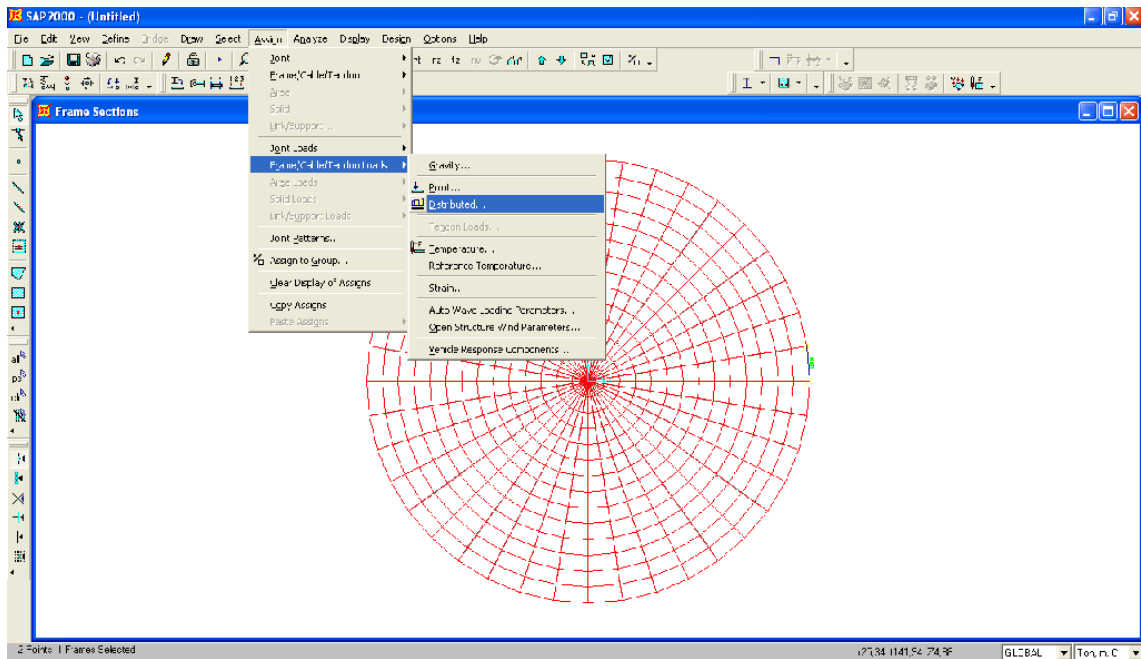 SAP2000 - (Untitled)
File Edit View Define Bridge Draw Select Assign Analyze Display Design Options Help
Frame Sections
Joint
Frame/Cable/Tendon
Area
Solid
Link/Support...
Joint Loads
Frame/Cable/Tendon Loads
Area Loads
Solid Loads
Link/Support Loads
Joint Patterns...
Assign to Group...
Clear Display of Assigns
Copy Assigns
Paste Assigns
Gravity...
Point...
Distributed...
Tendon Loads...
Temperature...
Reference Temperature...
Strain...
Auto Wave Loading Parameters...
Open Structure Wind Parameters...
Vehicle Response Components...
2 Points 1 Frames Selected
GLOBAL
Ton, m, C